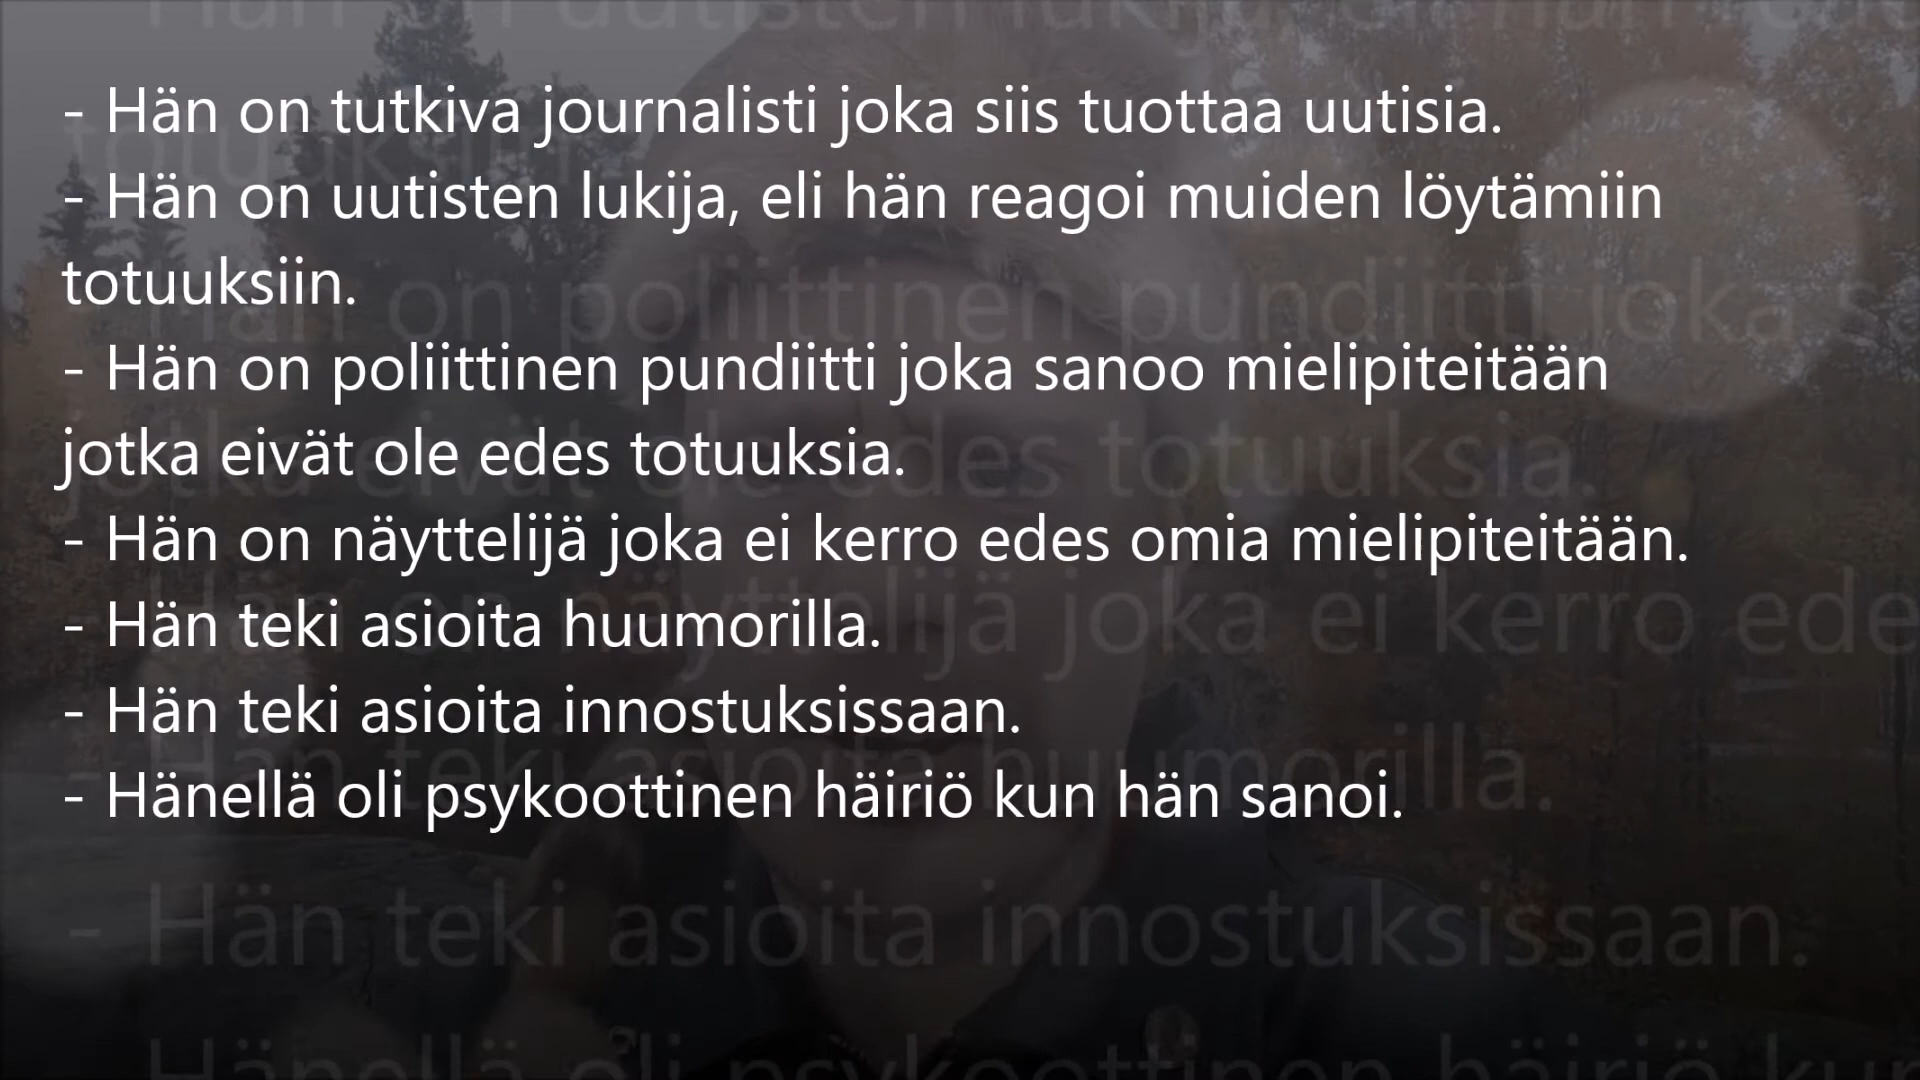 - Hän on tutkiva journalisti joka siis tuottaa uutisia.
- Hän on uutisten lukija, eli hän reagoi muiden löytämiin
totuuksiin.
- Hän on poliittinen pundiitti joka sanoo mielipiteitään
jotka eivät ole edes totuuksia.
- Hän on näyttelijä joka ei kerro edes omia mielipiteitään.
- Hän teki asioita huumorilla.
- Hän teki asioita innostuksissaan.
- Hänellä oli psykoottinen häiriö kun hän sanoi.